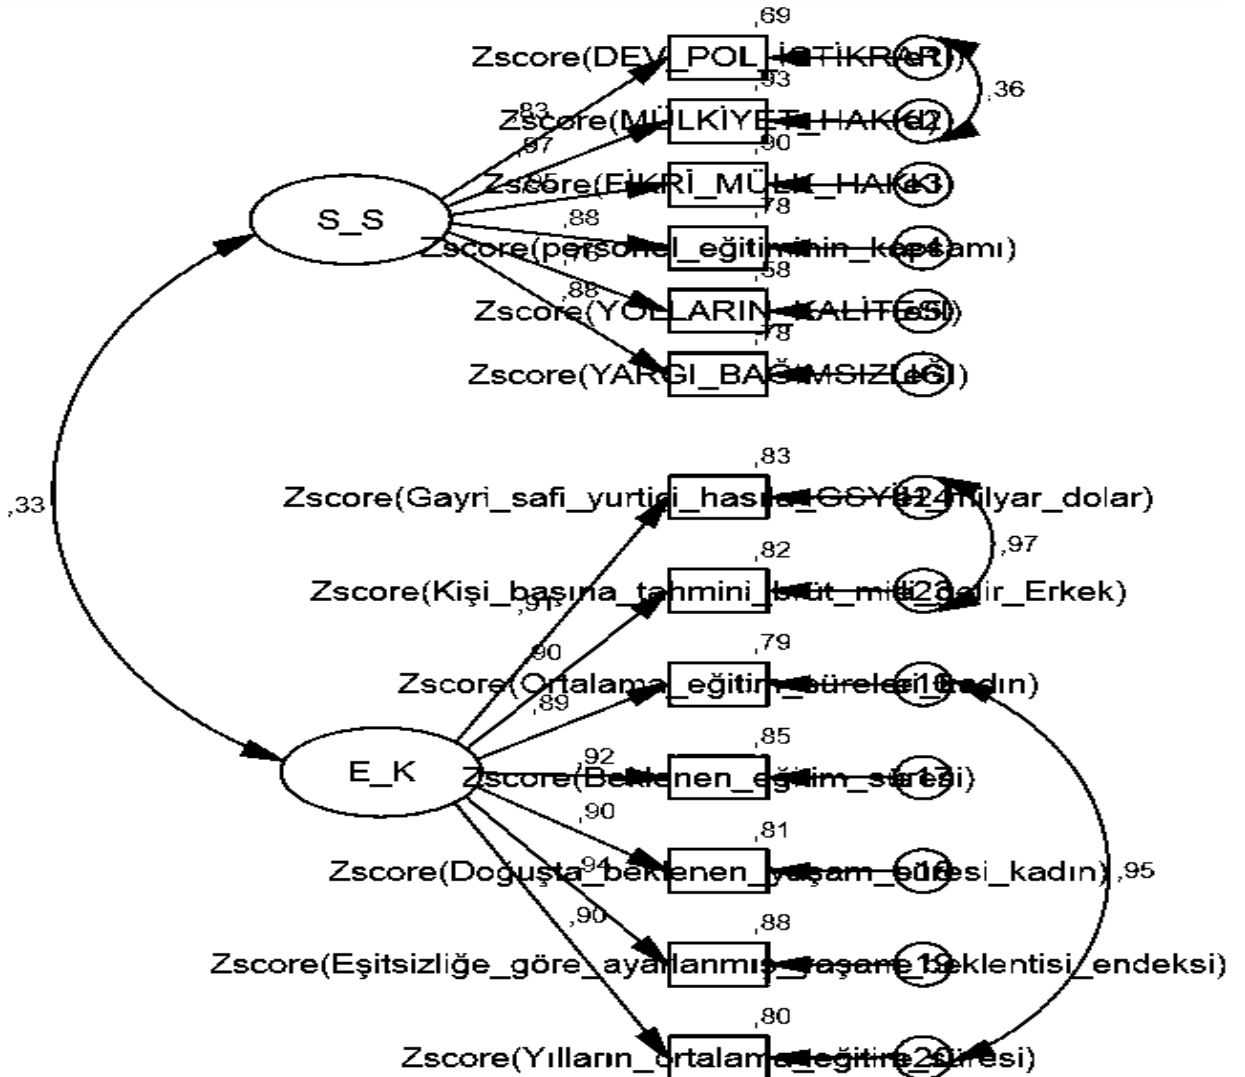 ,69
Zscore(DEV_POL_İSTİKRARI)
,36
,93
,83
Zscore(MÜLKİYET_HAKKI)
,97
,90
,95
Zscore(FİKRİ_MÜLK_HAKKI)
S_S
,88
,78
Zscore(personel_eğitiminin_kapsamı)
,76
,58
,88
Zscore(YOLLARIN_KALİTESİ)
,78
Zscore(YARGI_BAĞIMSIZLIĞI)
,83
,33
Zscore(Gayri_safi_yurtiçi_hasıla_GSYİH_milyar_dolar)
,97
,82
Zscore(Kişi_başına_tahmini_brüt_milli_gelir_Erkek)
,91
,90
,79
Zscore(Ortalama_eğitim_süreleri_kadın)
,89
,85
E_K
,92
Zscore(Beklenen_eğitim_süresi)
,90
,81
Zscore(Doğuşta_beklenen_yaşam_süresi_kadın)
,94
,95
,90
,88
Zscore(Eşitsizliğe_göre_ayarlanmış_yaşam_beklentisi_endeksi)
,80
Zscore(Yılların_ortalama_eğitim_süresi)